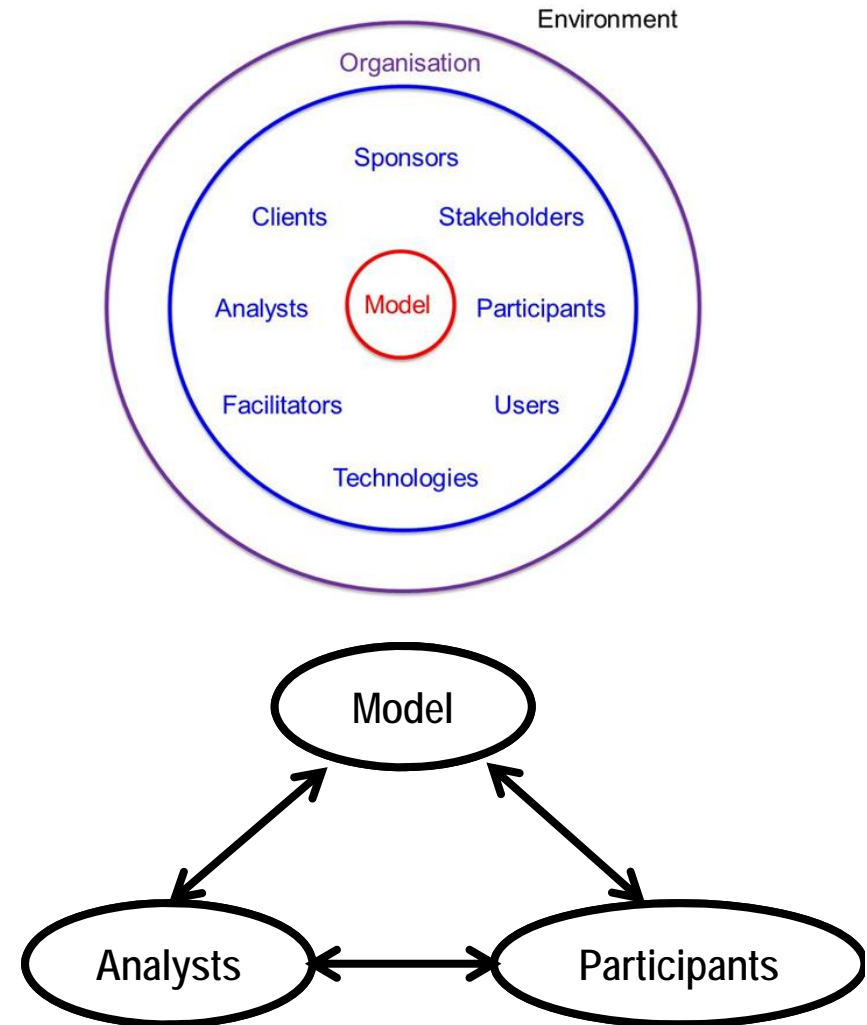 Environment
Organisation
Sponsors
Clients Stakeholders
Analysts Model Participants
Facilitators Users
Technologies
Model
Analysts Participants